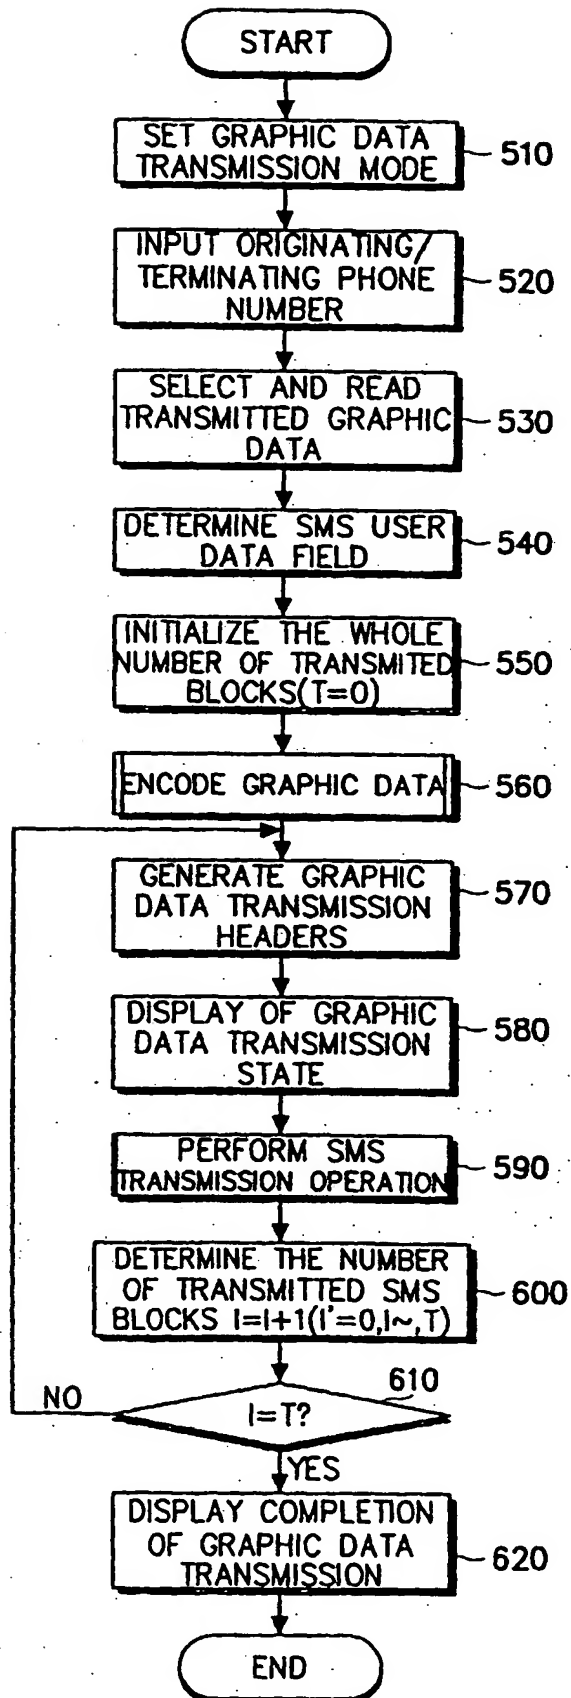 START
SET GRAPHIC DATA
TRANSMISSION MODE
510
INPUT ORIGINATING/
TERMINATING PHONE
NUMBER
520
SELECT AND READ
TRANSMITTED GRAPHIC
DATA
530
DETERMINE SMS USER
DATA FIELD
540
INITIALIZE THE WHOLE
NUMBER OF TRANSMITED
BLOCKS(T=0)
550
ENCODE GRAPHIC DATA
560
GENERATE GRAPHIC
DATA TRANSMISSION
HEADERS
570
DISPLAY OF GRAPHIC
DATA TRANSMISSION
STATE
580
PERFORM SMS
TRANSMISSION OPERATION
590
DETERMINE THE NUMBER
OF TRANSMITTED SMS
BLOCKS I=I+1(I'=0,I~,T)
600
610
NO
I=T?
YES
DISPLAY COMPLETION
OF GRAPHIC DATA
TRANSMISSION
620
END